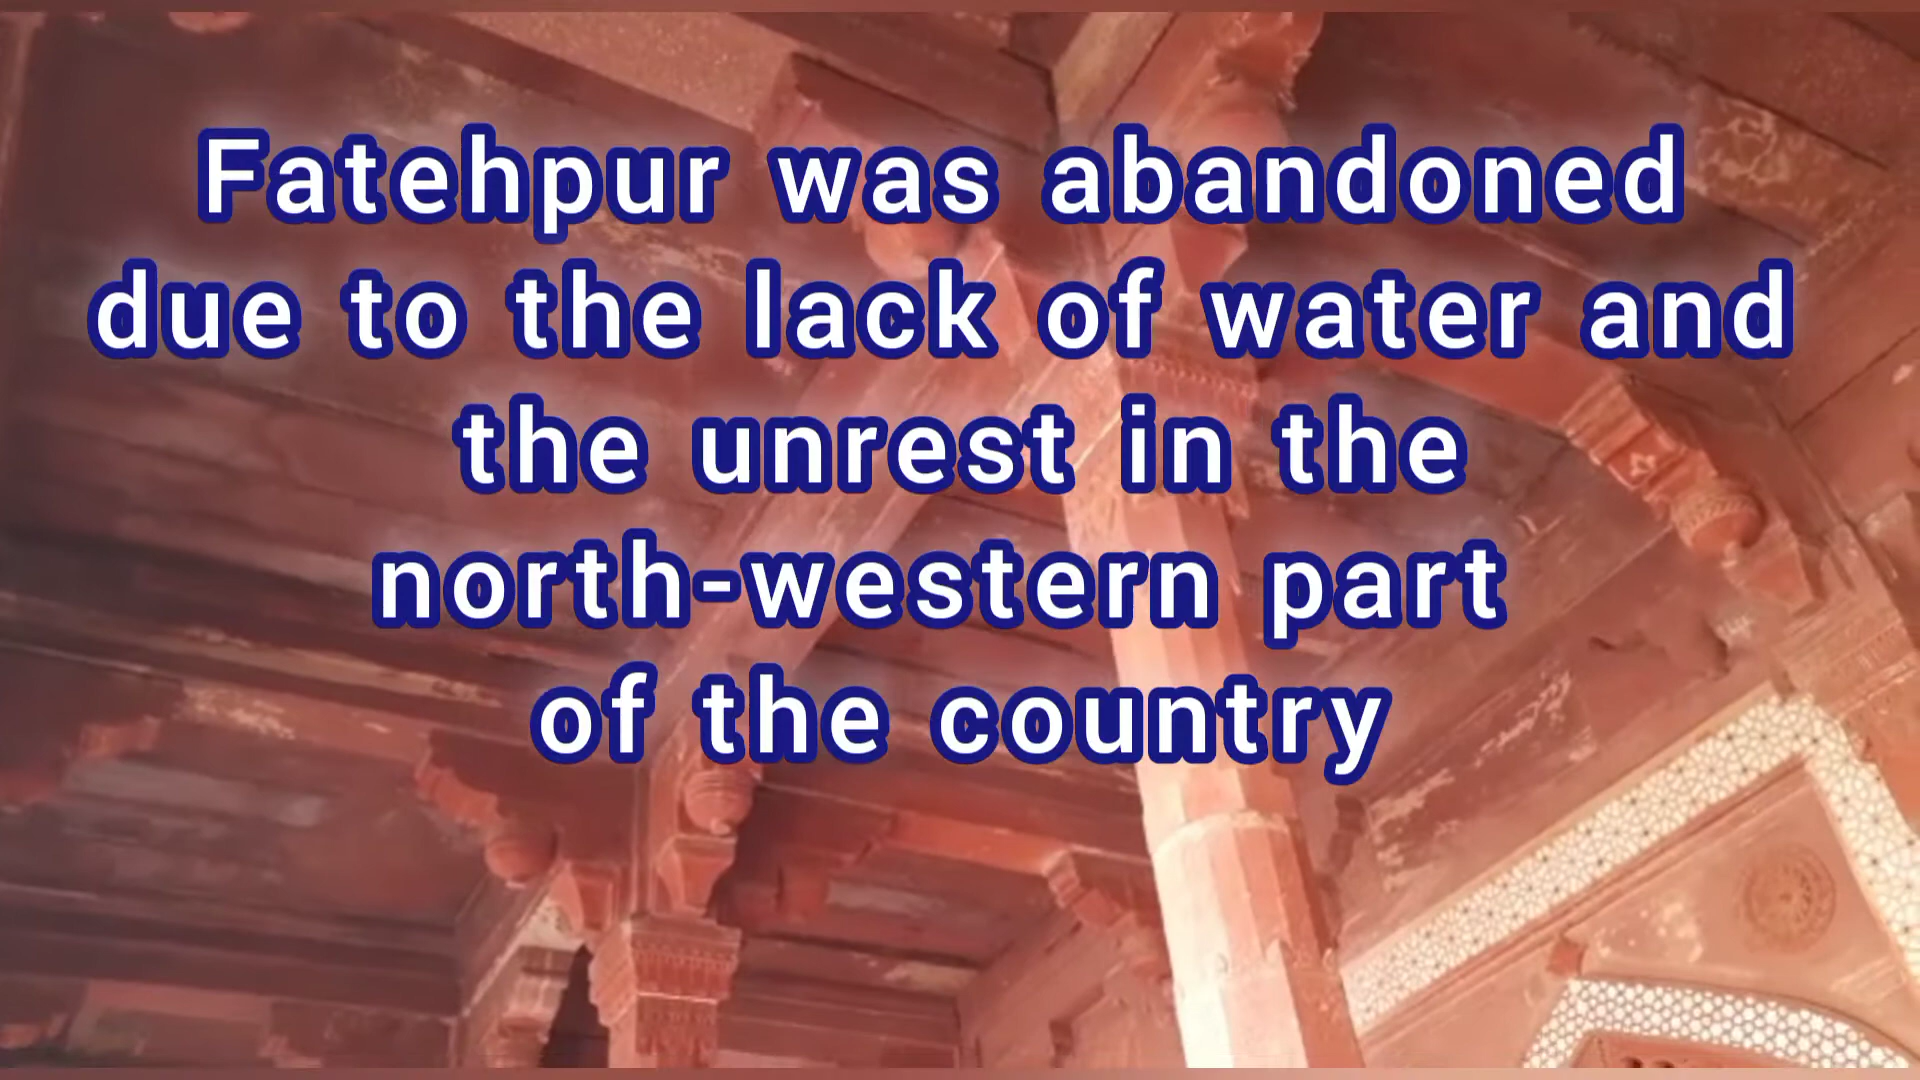 Fatehpur was abandoned
due to the lack of water and
the unrest in the
north-western part
of the country